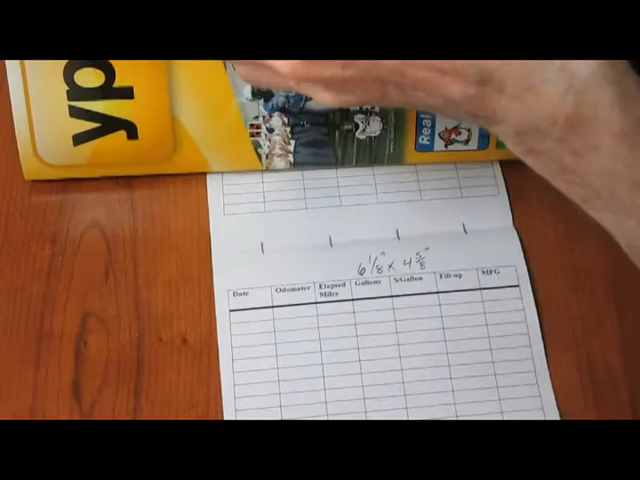 yp
Real
6 1/8" x 4 5/8"
Date Odometer Elapsed Miles Gallons $/Gallon Fill-up MPG